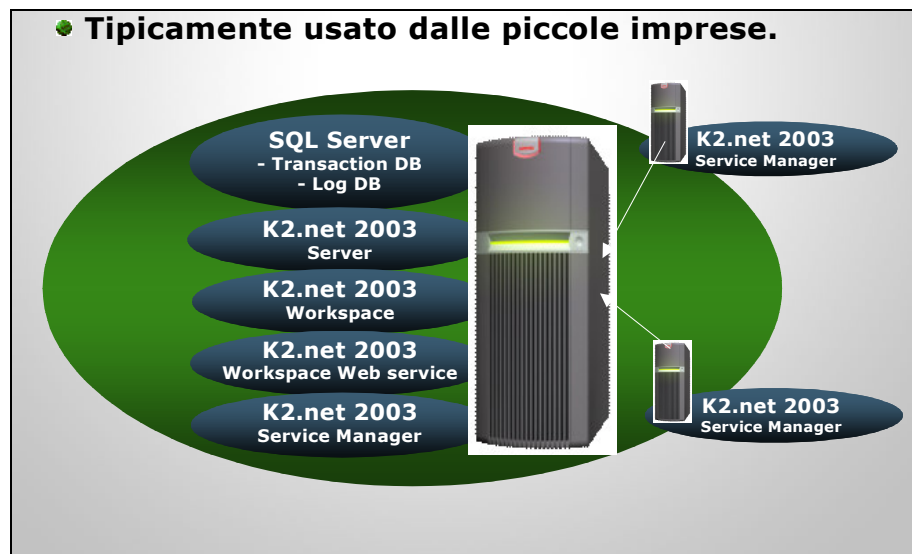 Tipicamente usato dalle piccole imprese.
SQL Server
- Transaction DB
- Log DB
K2.net 2003
Server
K2.net 2003
Workspace
K2.net 2003
Workspace Web service
K2.net 2003
Service Manager
K2.net 2003
Service Manager
K2.net 2003
Service Manager